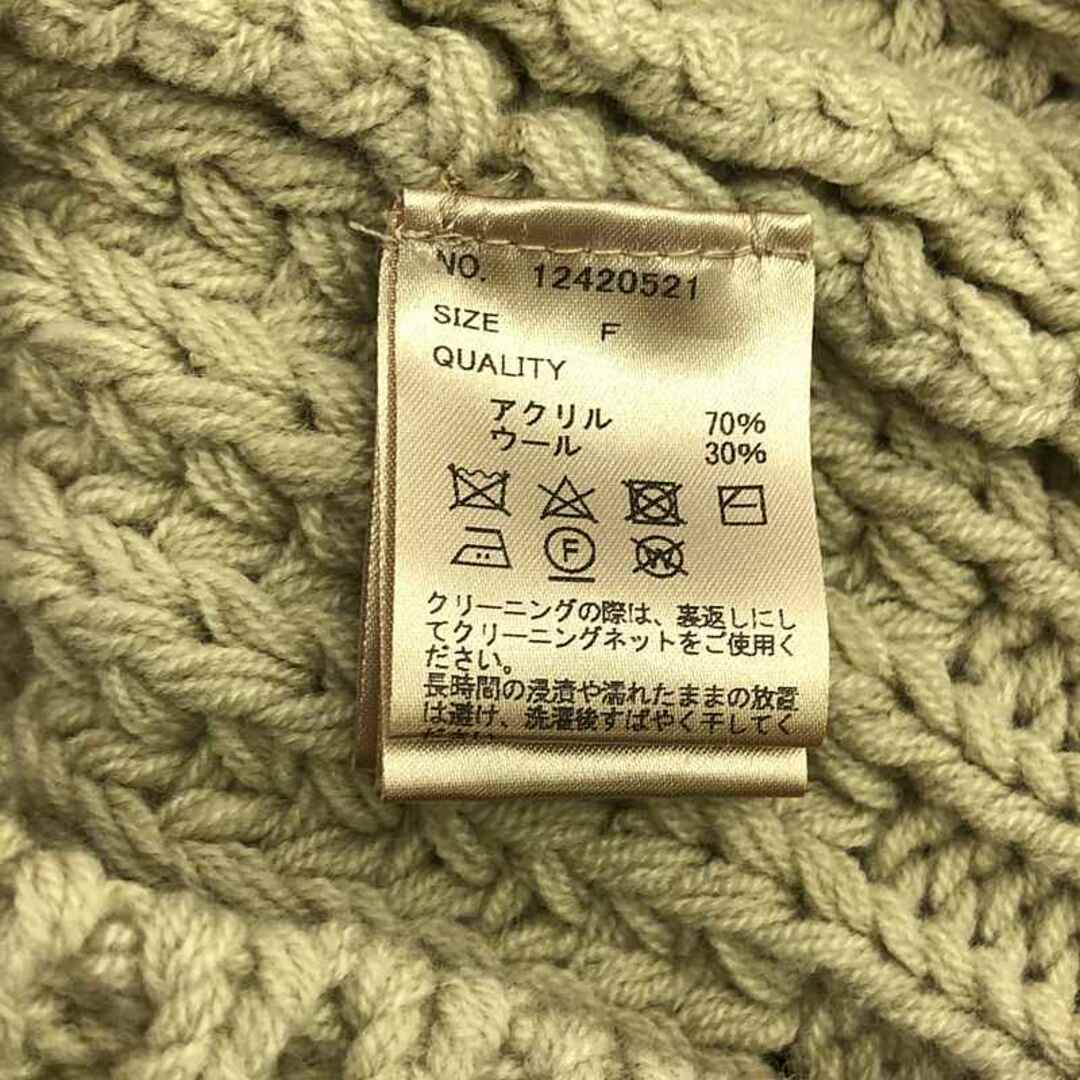 NO. 12420521
SIZE F
QUALITY
アクリル 70%
ウール 30%
F
W
クリーニングの際は、裏返しにし
てクリーニングネットをご使用く
ださい。
長時間の浸漬や濡れたままの放置
は避け、洗濯後すばやく干してく
ださい。